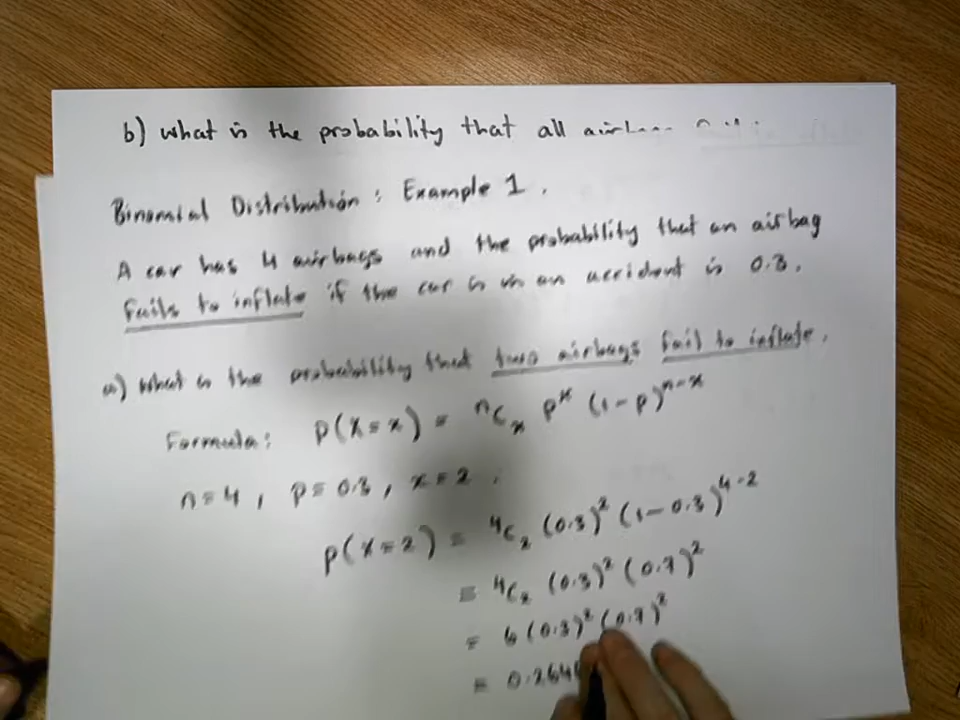 b) what is the probability that all
Binomial Distribution : Example 1 .
A car has 4 airbags and the probability that an airbag
fails to inflate if the car is in an accident is 0.3.
a) What is the probability that two airbags fail to inflate.
Formula: P(X=x) = ⁿCₓ pˣ (1-p)ⁿ⁻ˣ
n=4, p=0.3, x=2.
P(X=2) = ⁴C₂ (0.3)² (1-0.3)⁴⁻²
= ⁴C₂ (0.3)² (0.7)²
= 6 (0.3)² (0.7)²
= 0.264